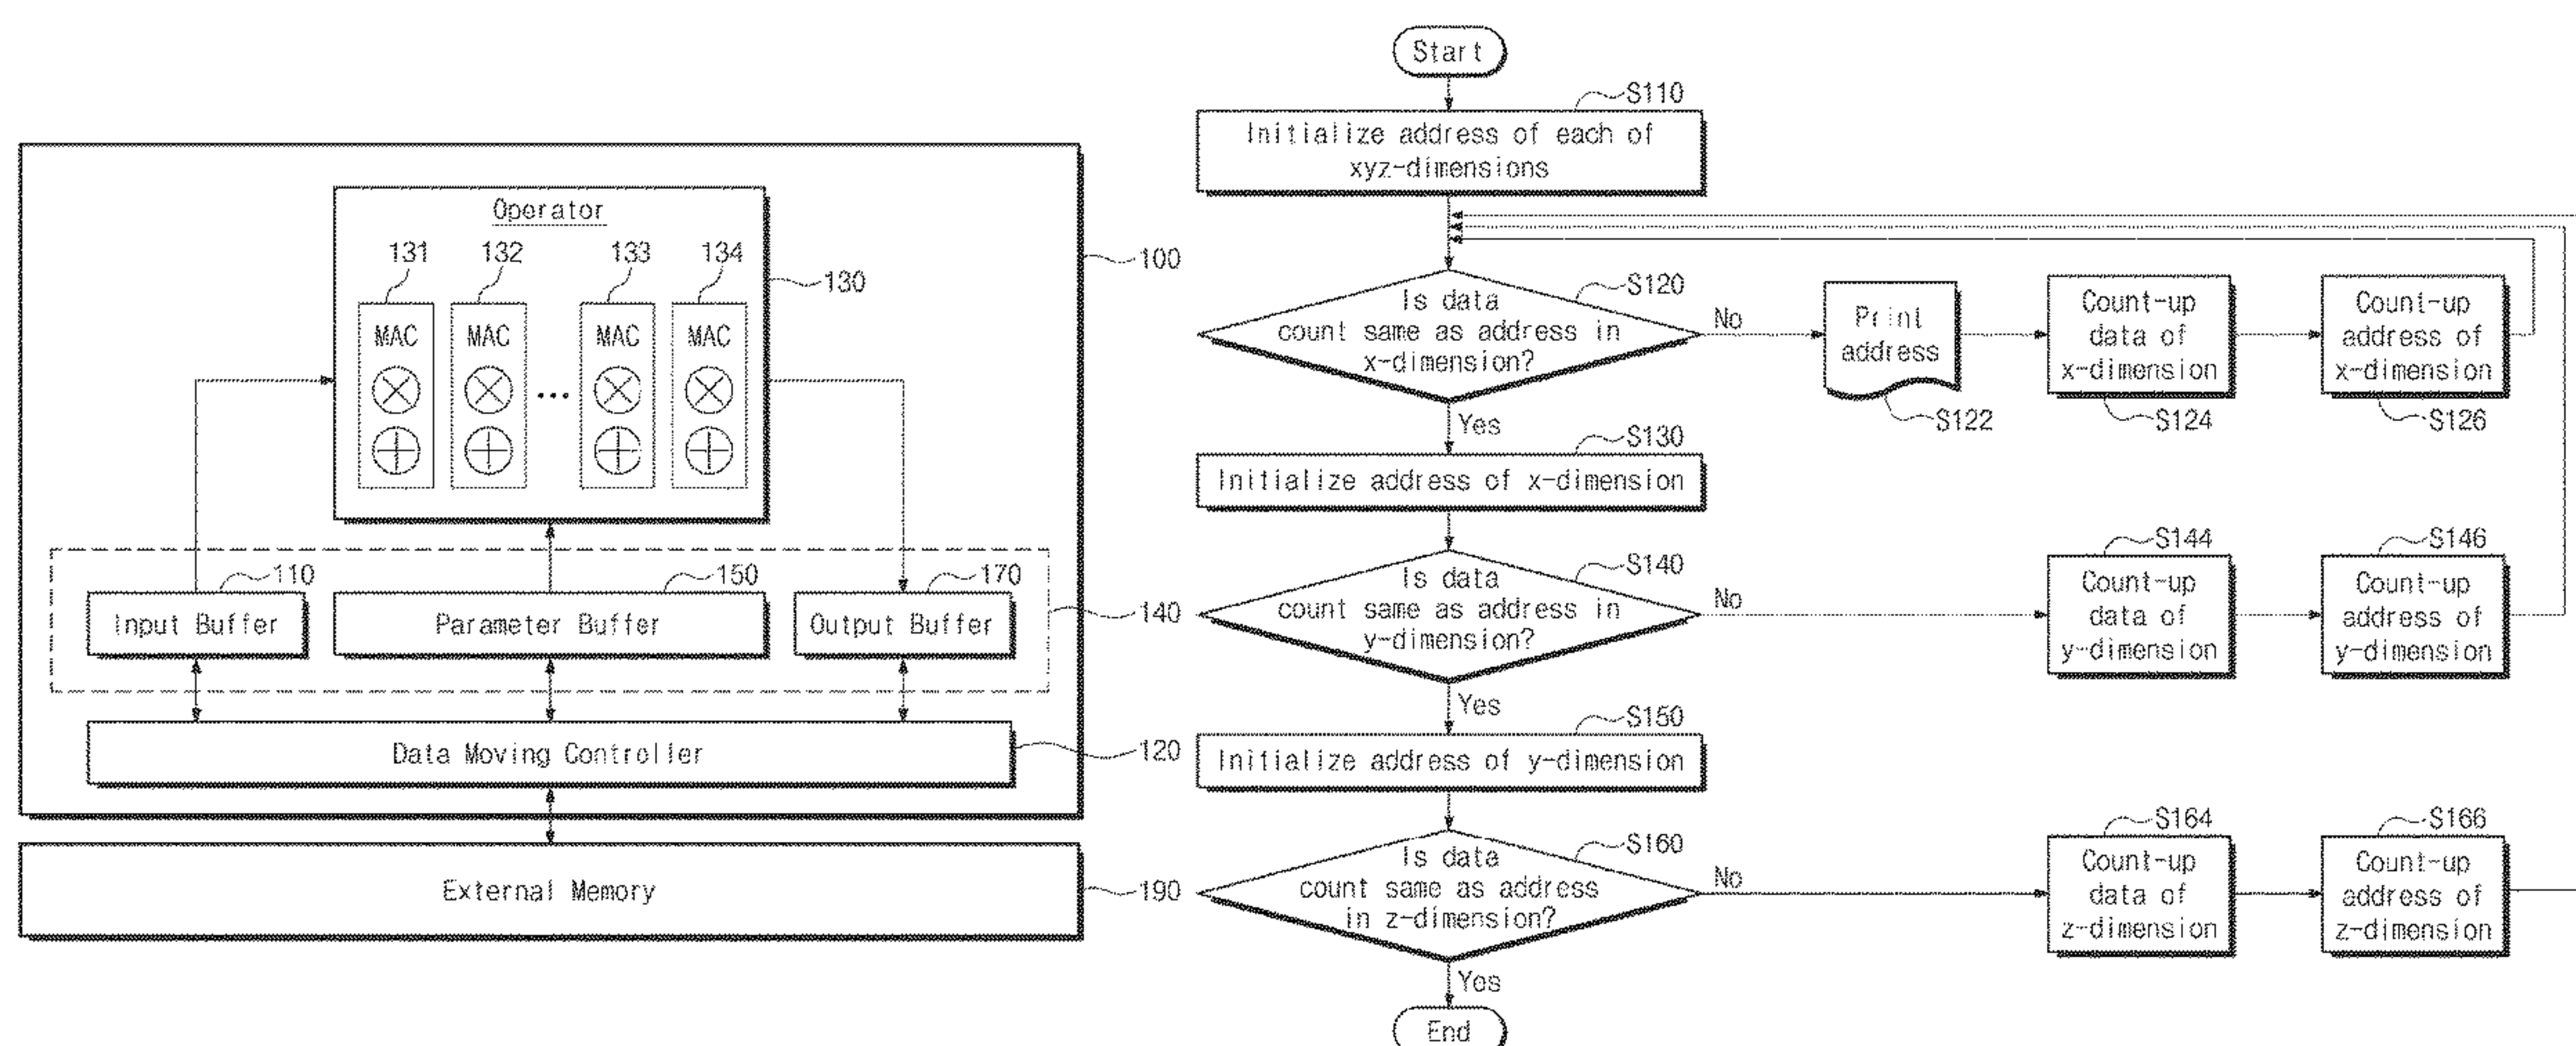 Operator
131
132
133
134
130
100
MAC
MAC
MAC
MAC
...
110
150
170
140
Input Buffer
Parameter Buffer
Output Buffer
Data Moving Controller
120
External Memory
190
Start
S110
Initialize address of each of
xyz-dimensions
S120
Is data
count same as address in
x-dimension?
No
Print
address
S122
Count-up
data of
x-dimension
S124
Count-up
address of
x-dimension
S126
Yes
S130
Initialize address of x-dimension
S140
Is data
count same as address in
y-dimension?
No
S144
Count-up
data of
y-dimension
S146
Count-up
address of
y-dimension
Yes
S150
Initialize address of y-dimension
S160
Is data
count same as address
in z-dimension?
No
S164
Count-up
data of
z-dimension
S166
Count-up
address of
z-dimension
Yes
End